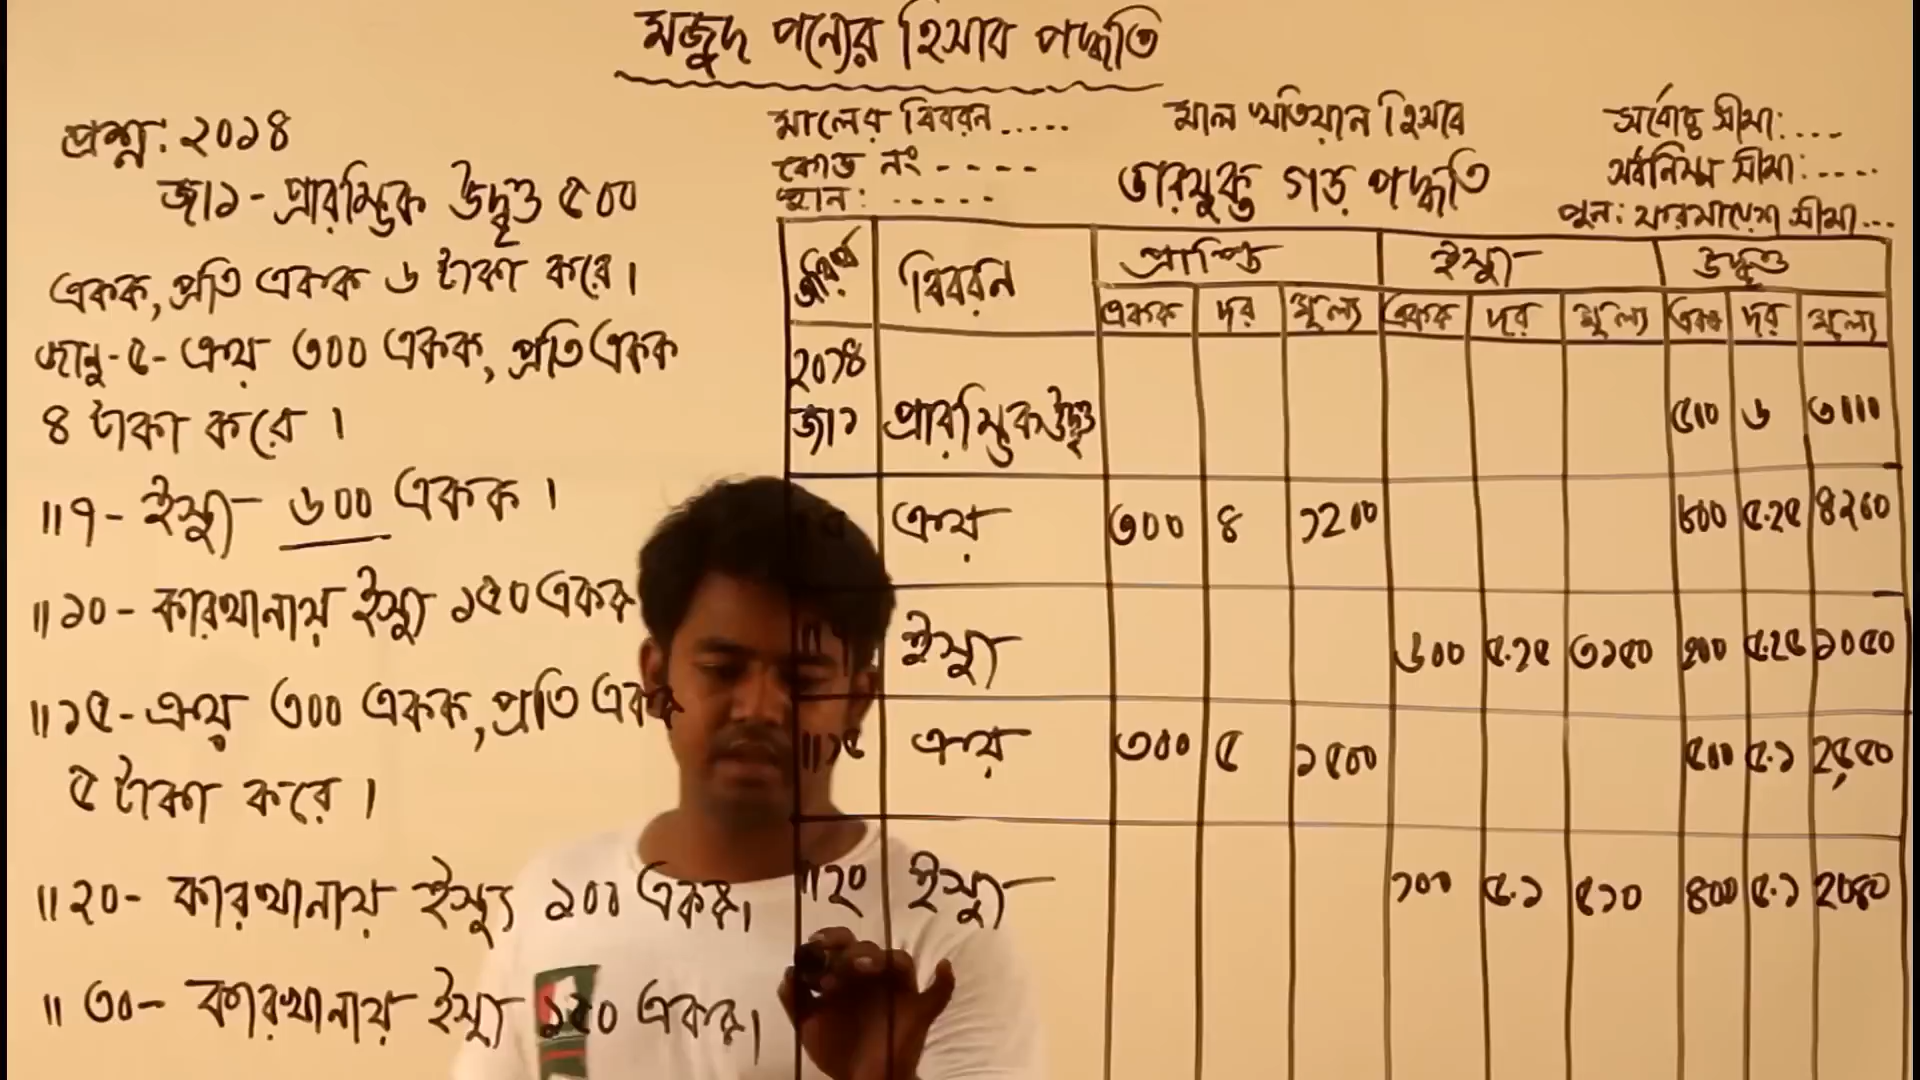 মজুদ পন্যের হিসাব পদ্ধতি
প্রশ্ন: ২০১৪
জা১ - প্রারম্ভিক উদ্বৃত্ত ৫০০
একক, প্রতি একক ৬ টাকা করে।
জানু - ৫ - ক্রয় ৩০০ একক, প্রতি একক
৪ টাকা করে।
"৭ - ইস্যু - ৬০০ একক।
"১০ - কারখানায় ইস্যু ১৫০ একক
"১৫ - ক্রয় ৩০০ একক, প্রতি একক
৫ টাকা করে।
"২০ - কারখানায় ইস্যু ১০০ একক।
"৩০ - কারখানায় ইস্যু ১৫০ একক।
মালের বিবরন.....
কোড নং - - - -
স্থান: .....
মাল খতিয়ান হিসাব
ভারযুক্ত গড় পদ্ধতি
সর্বোচ্চ সীমা:....
সর্বনিম্ম সীমা:.....
পুন: ফরমায়েশ সীমা...
তারিখ বিবরন প্রাপ্তি ইস্যু উদ্বৃত্ত
একক দর মূল্য একক দর মূল্য একক দর মূল্য
২০১৪
জা১ প্রারম্ভিক উদ্বৃত্ত ৫০০ ৬ ৩০০০
ক্রয় ৩০০ ৪ ১২০০ ৮০০ ৫.২৫ ৪২০০
ইস্যু ৬০০ ৫.২৫ ৩১৫০ ২০০ ৫.২৫ ১০৫০
"১৫ ক্রয় ৩০০ ৫ ১৫০০ ৫০০ ৫.১ ২৫৫০
"২০ ইস্যু ১০০ ৫.১ ৫১০ ৪০০ ৫.১ ২০৪০